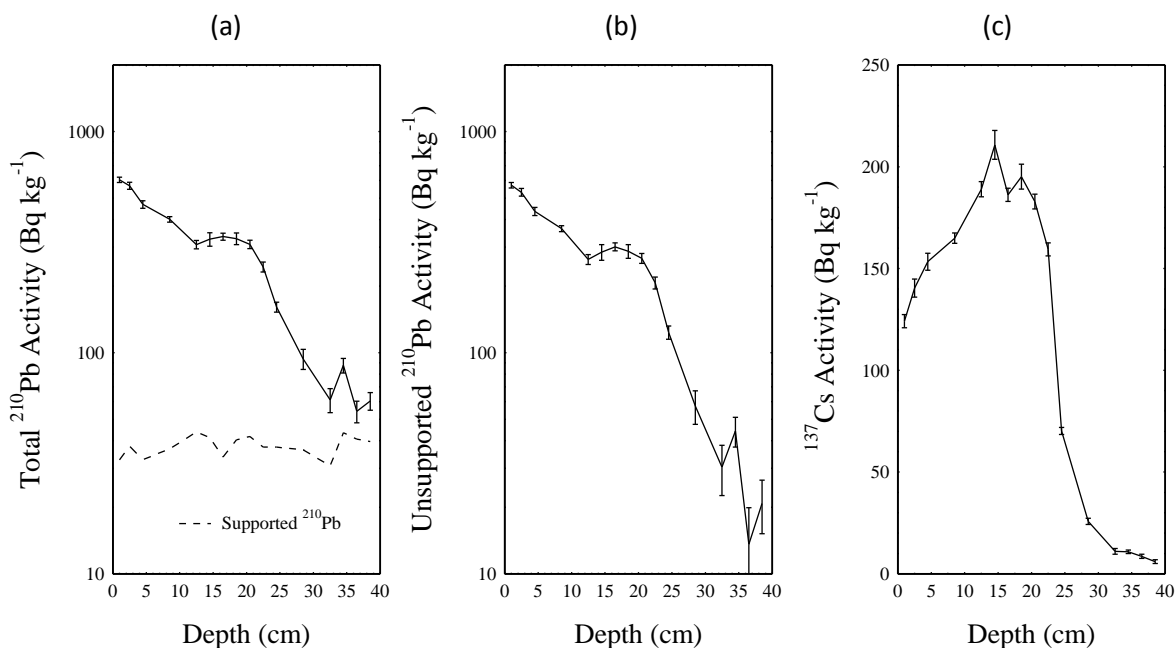 (a)
(b)
(c)
Total ²¹⁰Pb Activity (Bq kg⁻¹)
1000
100
10
Supported ²¹⁰Pb
0 5 10 15 20 25 30 35 40
Depth (cm)
Unsupported ²¹⁰Pb Activity (Bq kg⁻¹)
1000
100
10
0 5 10 15 20 25 30 35 40
Depth (cm)
¹³⁷Cs Activity (Bq kg⁻¹)
250
200
150
100
50
0
0 5 10 15 20 25 30 35 40
Depth (cm)